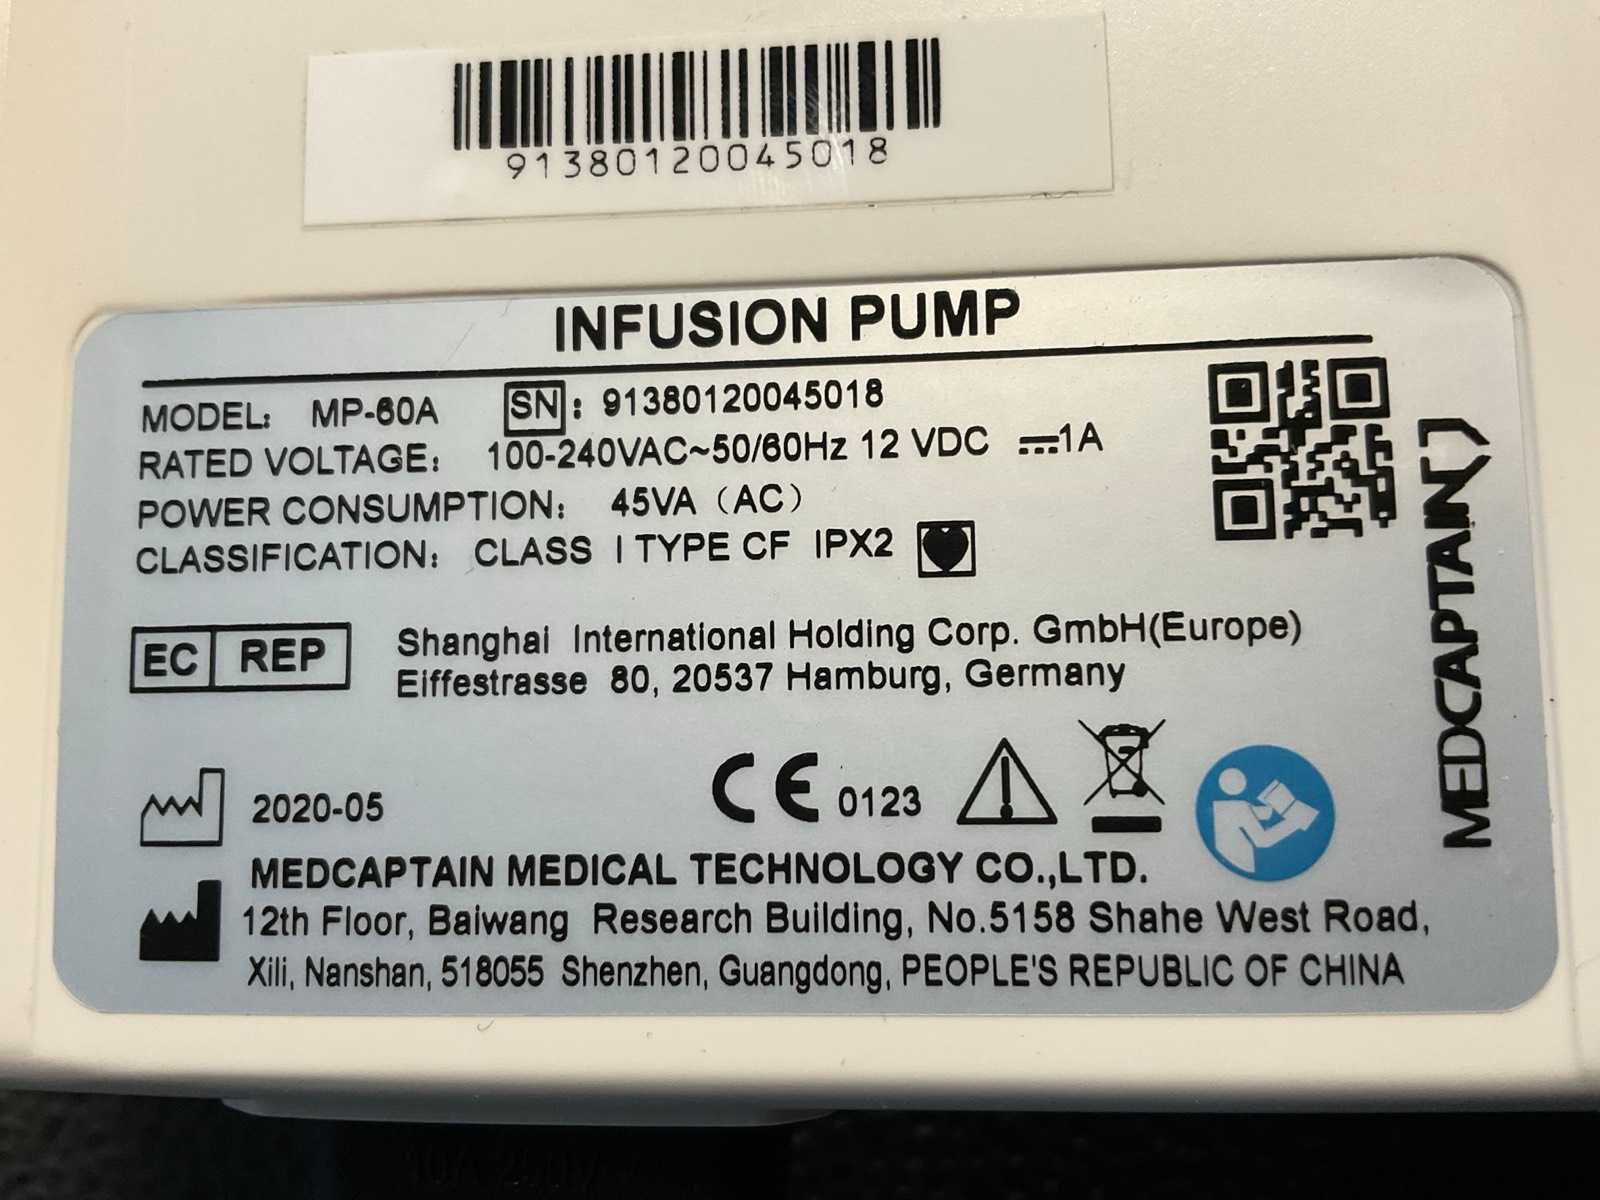 91380120045018
INFUSION PUMP
MODEL: MP-60A SN: 91380120045018
RATED VOLTAGE: 100-240VAC~50/60Hz 12 VDC ⎓1A
POWER CONSUMPTION: 45VA (AC)
CLASSIFICATION: CLASS I TYPE CF IPX2
EC REP
Shanghai International Holding Corp. GmbH(Europe)
Eiffestrasse 80, 20537 Hamburg, Germany
2020-05
CE 0123
MEDCAPTAIN MEDICAL TECHNOLOGY CO.,LTD.
12th Floor, Baiwang Research Building, No.5158 Shahe West Road,
Xili, Nanshan, 518055 Shenzhen, Guangdong, PEOPLE'S REPUBLIC OF CHINA
MEDCAPTAIN
10A 250V